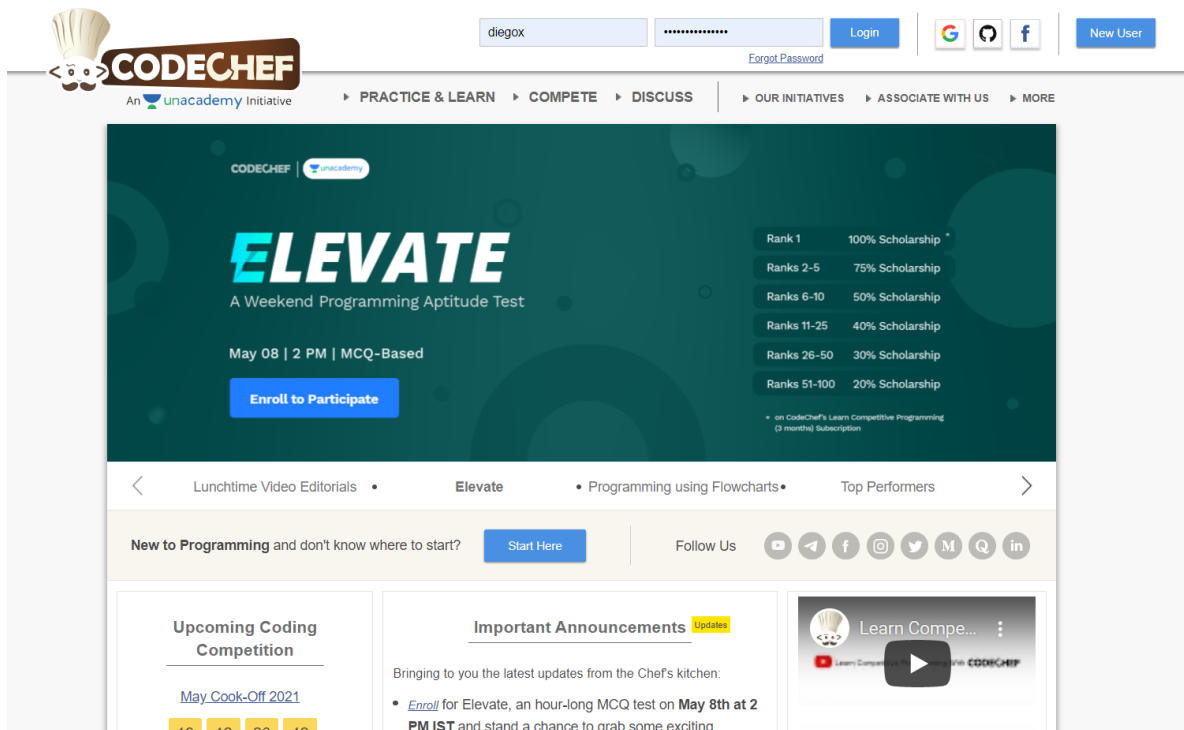 diegox
•••••••••••••••
Login
New User
Forgot Password
CODECHEF
An unacademy Initiative
PRACTICE & LEARN
COMPETE
DISCUSS
OUR INITIATIVES
ASSOCIATE WITH US
MORE
CODECHEF | unacademy
ELEVATE
A Weekend Programming Aptitude Test
May 08 | 2 PM | MCQ-Based
Enroll to Participate
Rank 1 100% Scholarship *
Ranks 2-5 75% Scholarship
Ranks 6-10 50% Scholarship
Ranks 11-25 40% Scholarship
Ranks 26-50 30% Scholarship
Ranks 51-100 20% Scholarship
* on CodeChef's Learn Competitive Programming
(3 months) Subscription
Lunchtime Video Editorials • Elevate • Programming using Flowcharts • Top Performers
New to Programming and don't know where to start?
Start Here
Follow Us
Upcoming Coding
Competition
May Cook-Off 2021
Important Announcements Updates
Bringing to you the latest updates from the Chef's kitchen:
• Enroll for Elevate, an hour-long MCQ test on May 8th at 2
PM IST and stand a chance to grab some exciting
Learn Compe...
Learn Compe
With CODECHEF